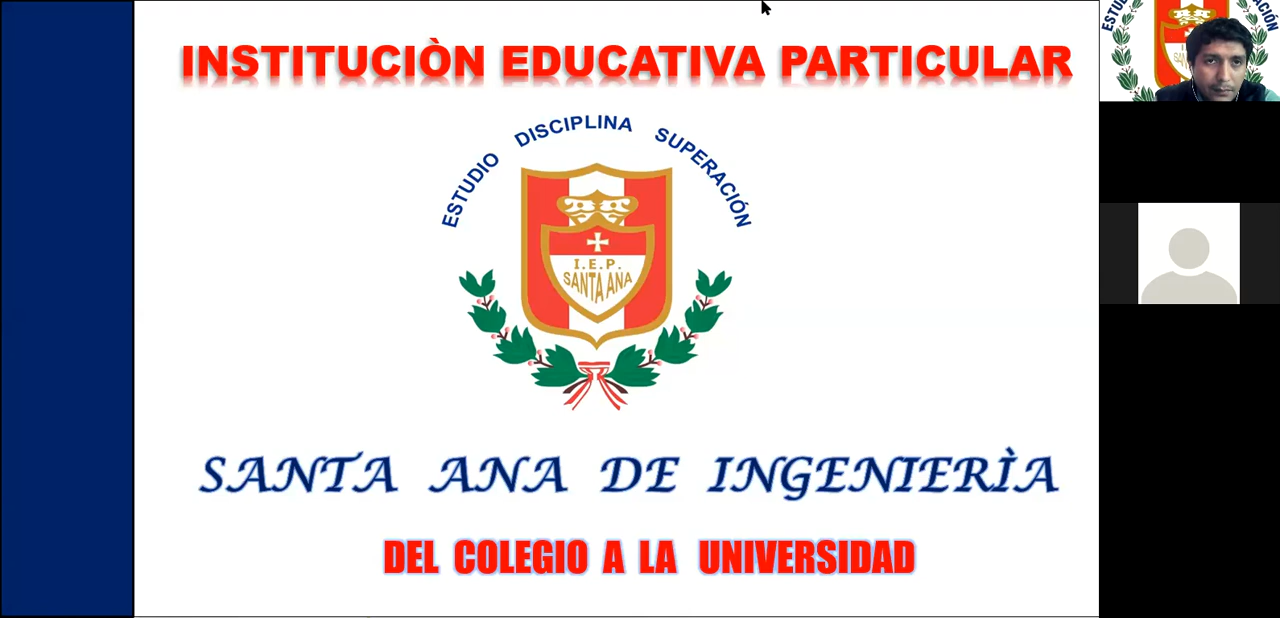 INSTITUCIÒN EDUCATIVA PARTICULAR
ESTUDIO DISCIPLINA SUPERACIÓN
I.E.P.
SANTA ANA
SANTA ANA DE INGENIERÌA
DEL COLEGIO A LA UNIVERSIDAD